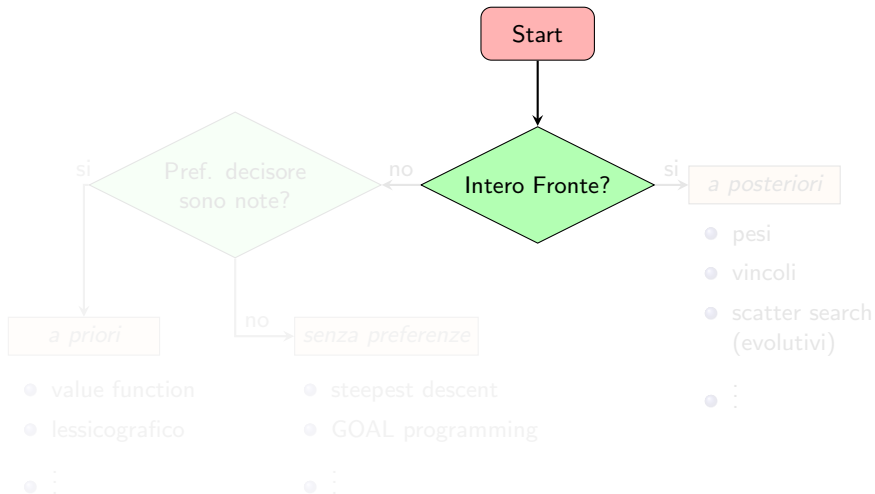 Start
Intero Fronte?
no
si
Pref. decisore
sono note?
si
no
a posteriori
pesi
vincoli
scatter search
(evolutivi)
⋮
a priori
value function
lessicografico
⋮
senza preferenze
steepest descent
GOAL programming
⋮